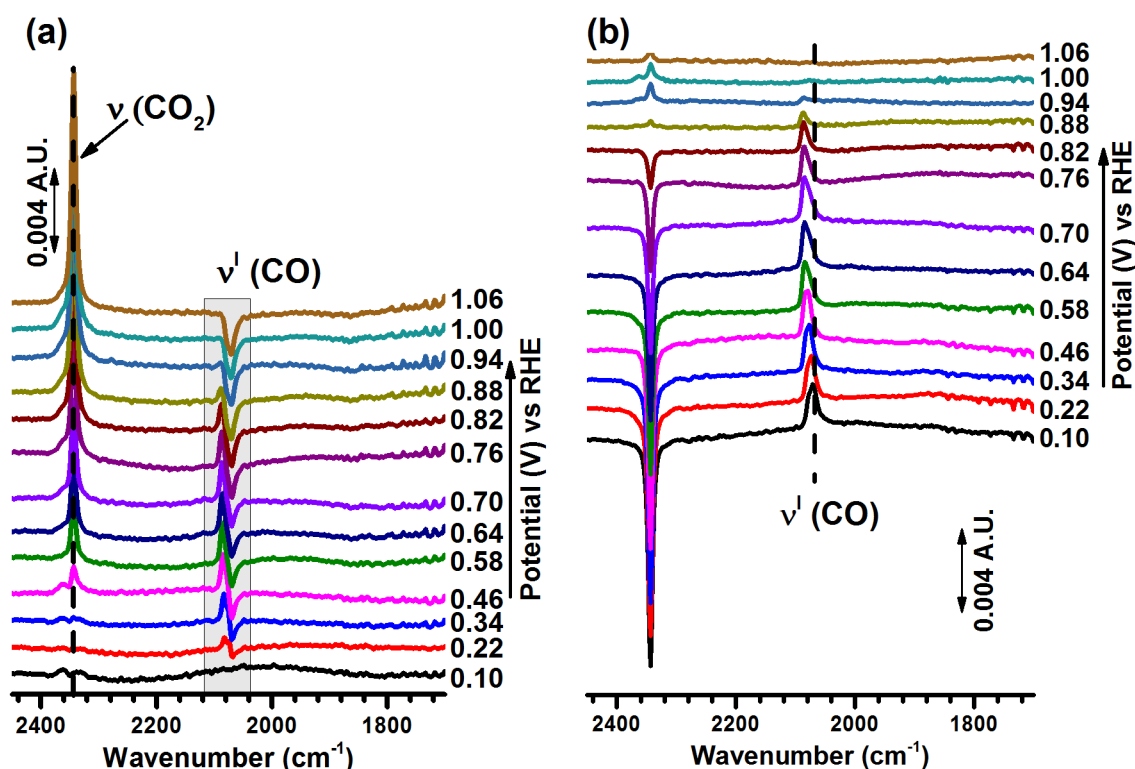 (a)
ν (CO2)
0.004 A.U.
νI (CO)
1.06
1.00
0.94
0.88
0.82
0.76
0.70
0.64
0.58
0.46
0.34
0.22
0.10
Potential (V) vs RHE
2400 2200 2000 1800
Wavenumber (cm-1)
(b)
1.06
1.00
0.94
0.88
0.82
0.76
0.70
0.64
0.58
0.46
0.34
0.22
0.10
Potential (V) vs RHE
νI (CO)
0.004 A.U.
2400 2200 2000 1800
Wavenumber (cm-1)